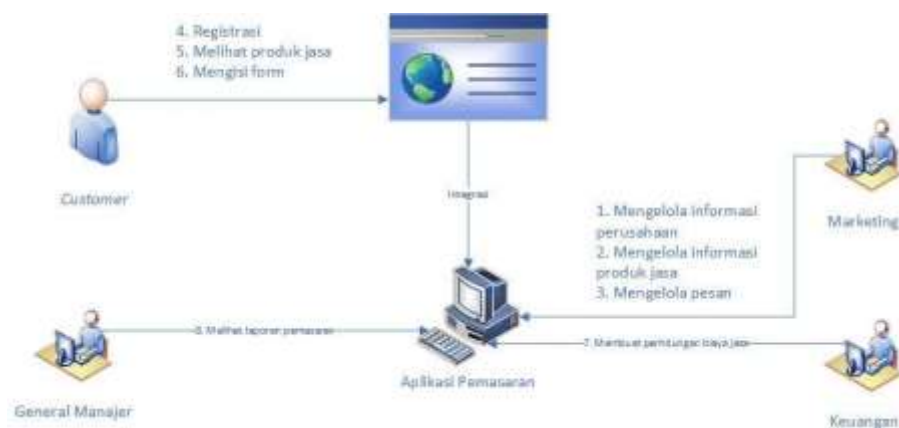 4. Registrasi
5. Melihat produk jasa
6. Mengisi form
Customer
Integrasi
1. Mengelola informasi
perusahaan
2. Mengelola informasi
produk jasa
3. Mengelola pesan
Marketing
8. Melihat laporan pemasaran
7. Membuat perhitungan biaya jasa
Aplikasi Pemasaran
General Manajer
Keuangan